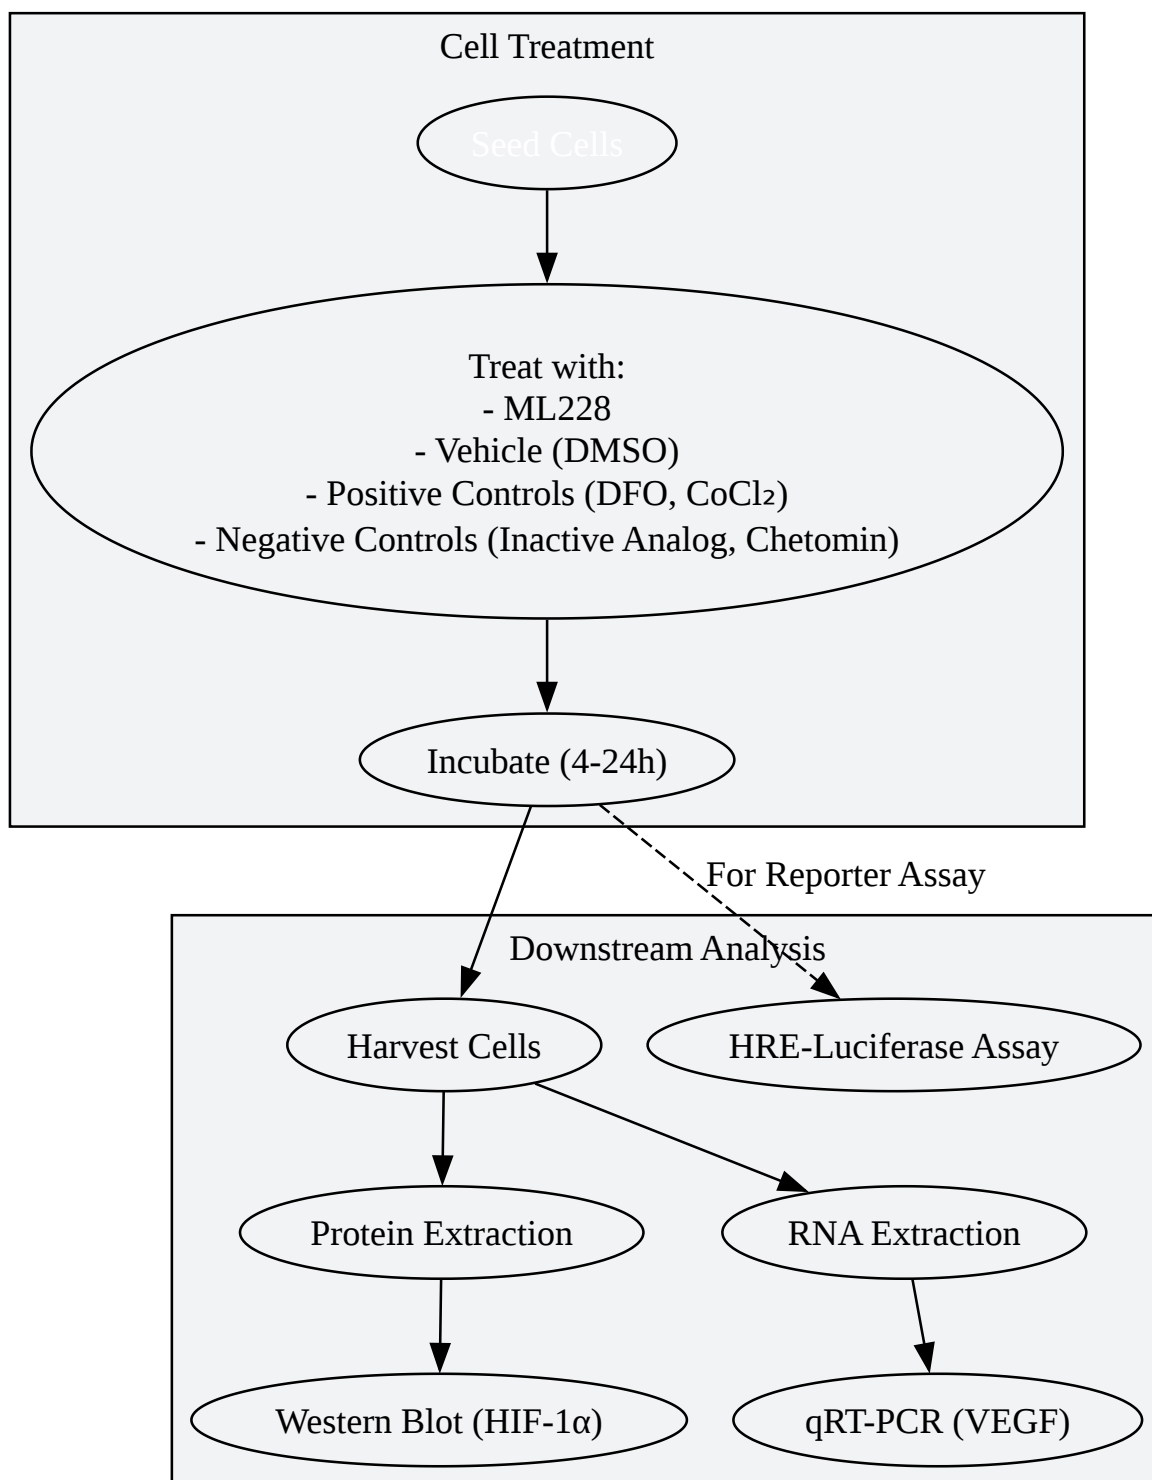 Cell Treatment
Seed Cells
Treat with:
- ML228
- Vehicle (DMSO)
- Positive Controls (DFO, CoCl₂)
- Negative Controls (Inactive Analog, Chetomin)
Incubate (4-24h)
For Reporter Assay
Downstream Analysis
Harvest Cells
HRE-Luciferase Assay
Protein Extraction
RNA Extraction
Western Blot (HIF-1α)
qRT-PCR (VEGF)